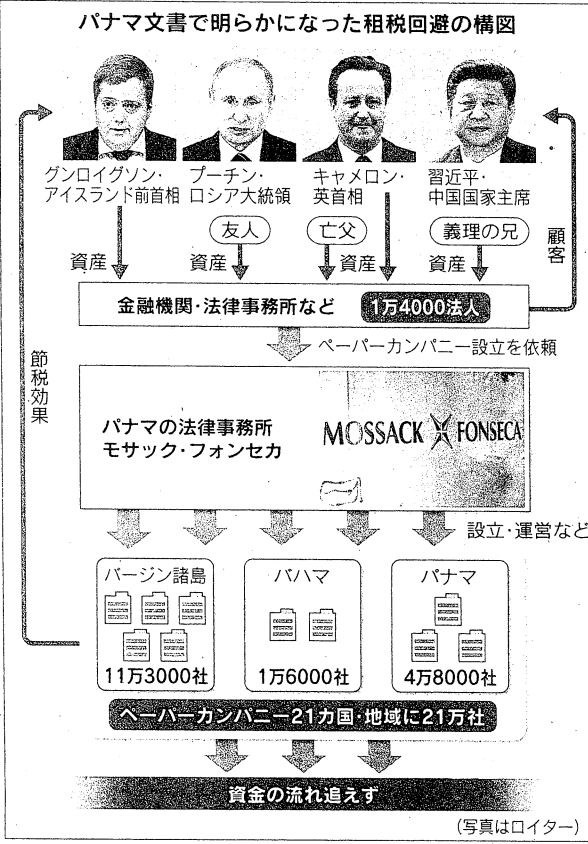 パナマ文書で明らかになった租税回避の構図
グンロイグソン・
アイスランド前首相
プーチン・
ロシア大統領
キャメロン・
英首相
習近平・
中国国家主席
友人
亡父
義理の兄
顧客
資産
資産
資産
資産
金融機関・法律事務所など
1万4000法人
ペーパーカンパニー設立を依頼
節税効果
パナマの法律事務所
モサック・フォンセカ
MOSSACK FONSECA
設立・運営など
バージン諸島
バハマ
パナマ
11万3000社
1万6000社
4万8000社
ペーパーカンパニー21カ国・地域に21万社
資金の流れ追えず
(写真はロイター)